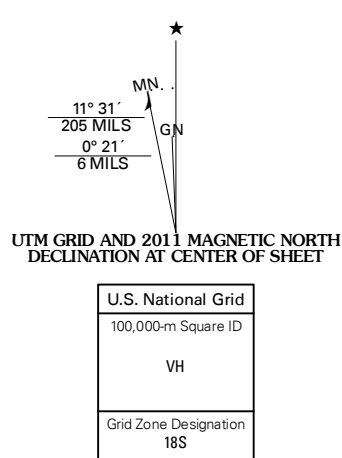 ★
MN
11° 31´
205 MILS
GN
0° 21´
6 MILS
UTM GRID AND 2011 MAGNETIC NORTH
DECLINATION AT CENTER OF SHEET
U.S. National Grid
100,000-m Square ID
VH
Grid Zone Designation
18S